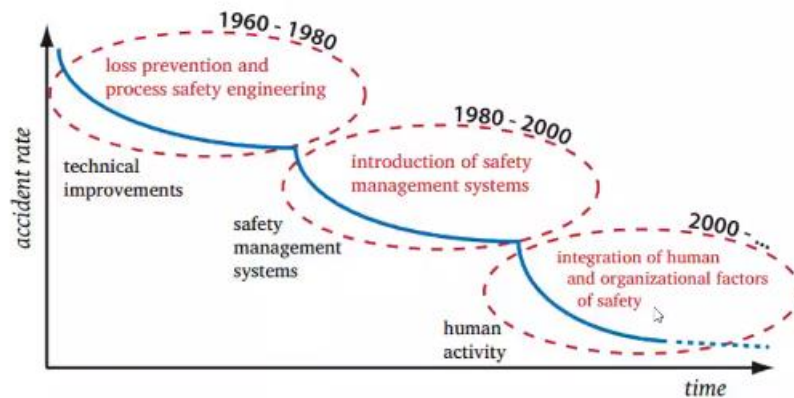 1960 - 1980
loss prevention and
process safety engineering
1980 - 2000
technical
improvements
introduction of safety
management systems
accident rate
safety
management
systems
2000 - ...
integration of human
and organizational factors
of safety
human
activity
time